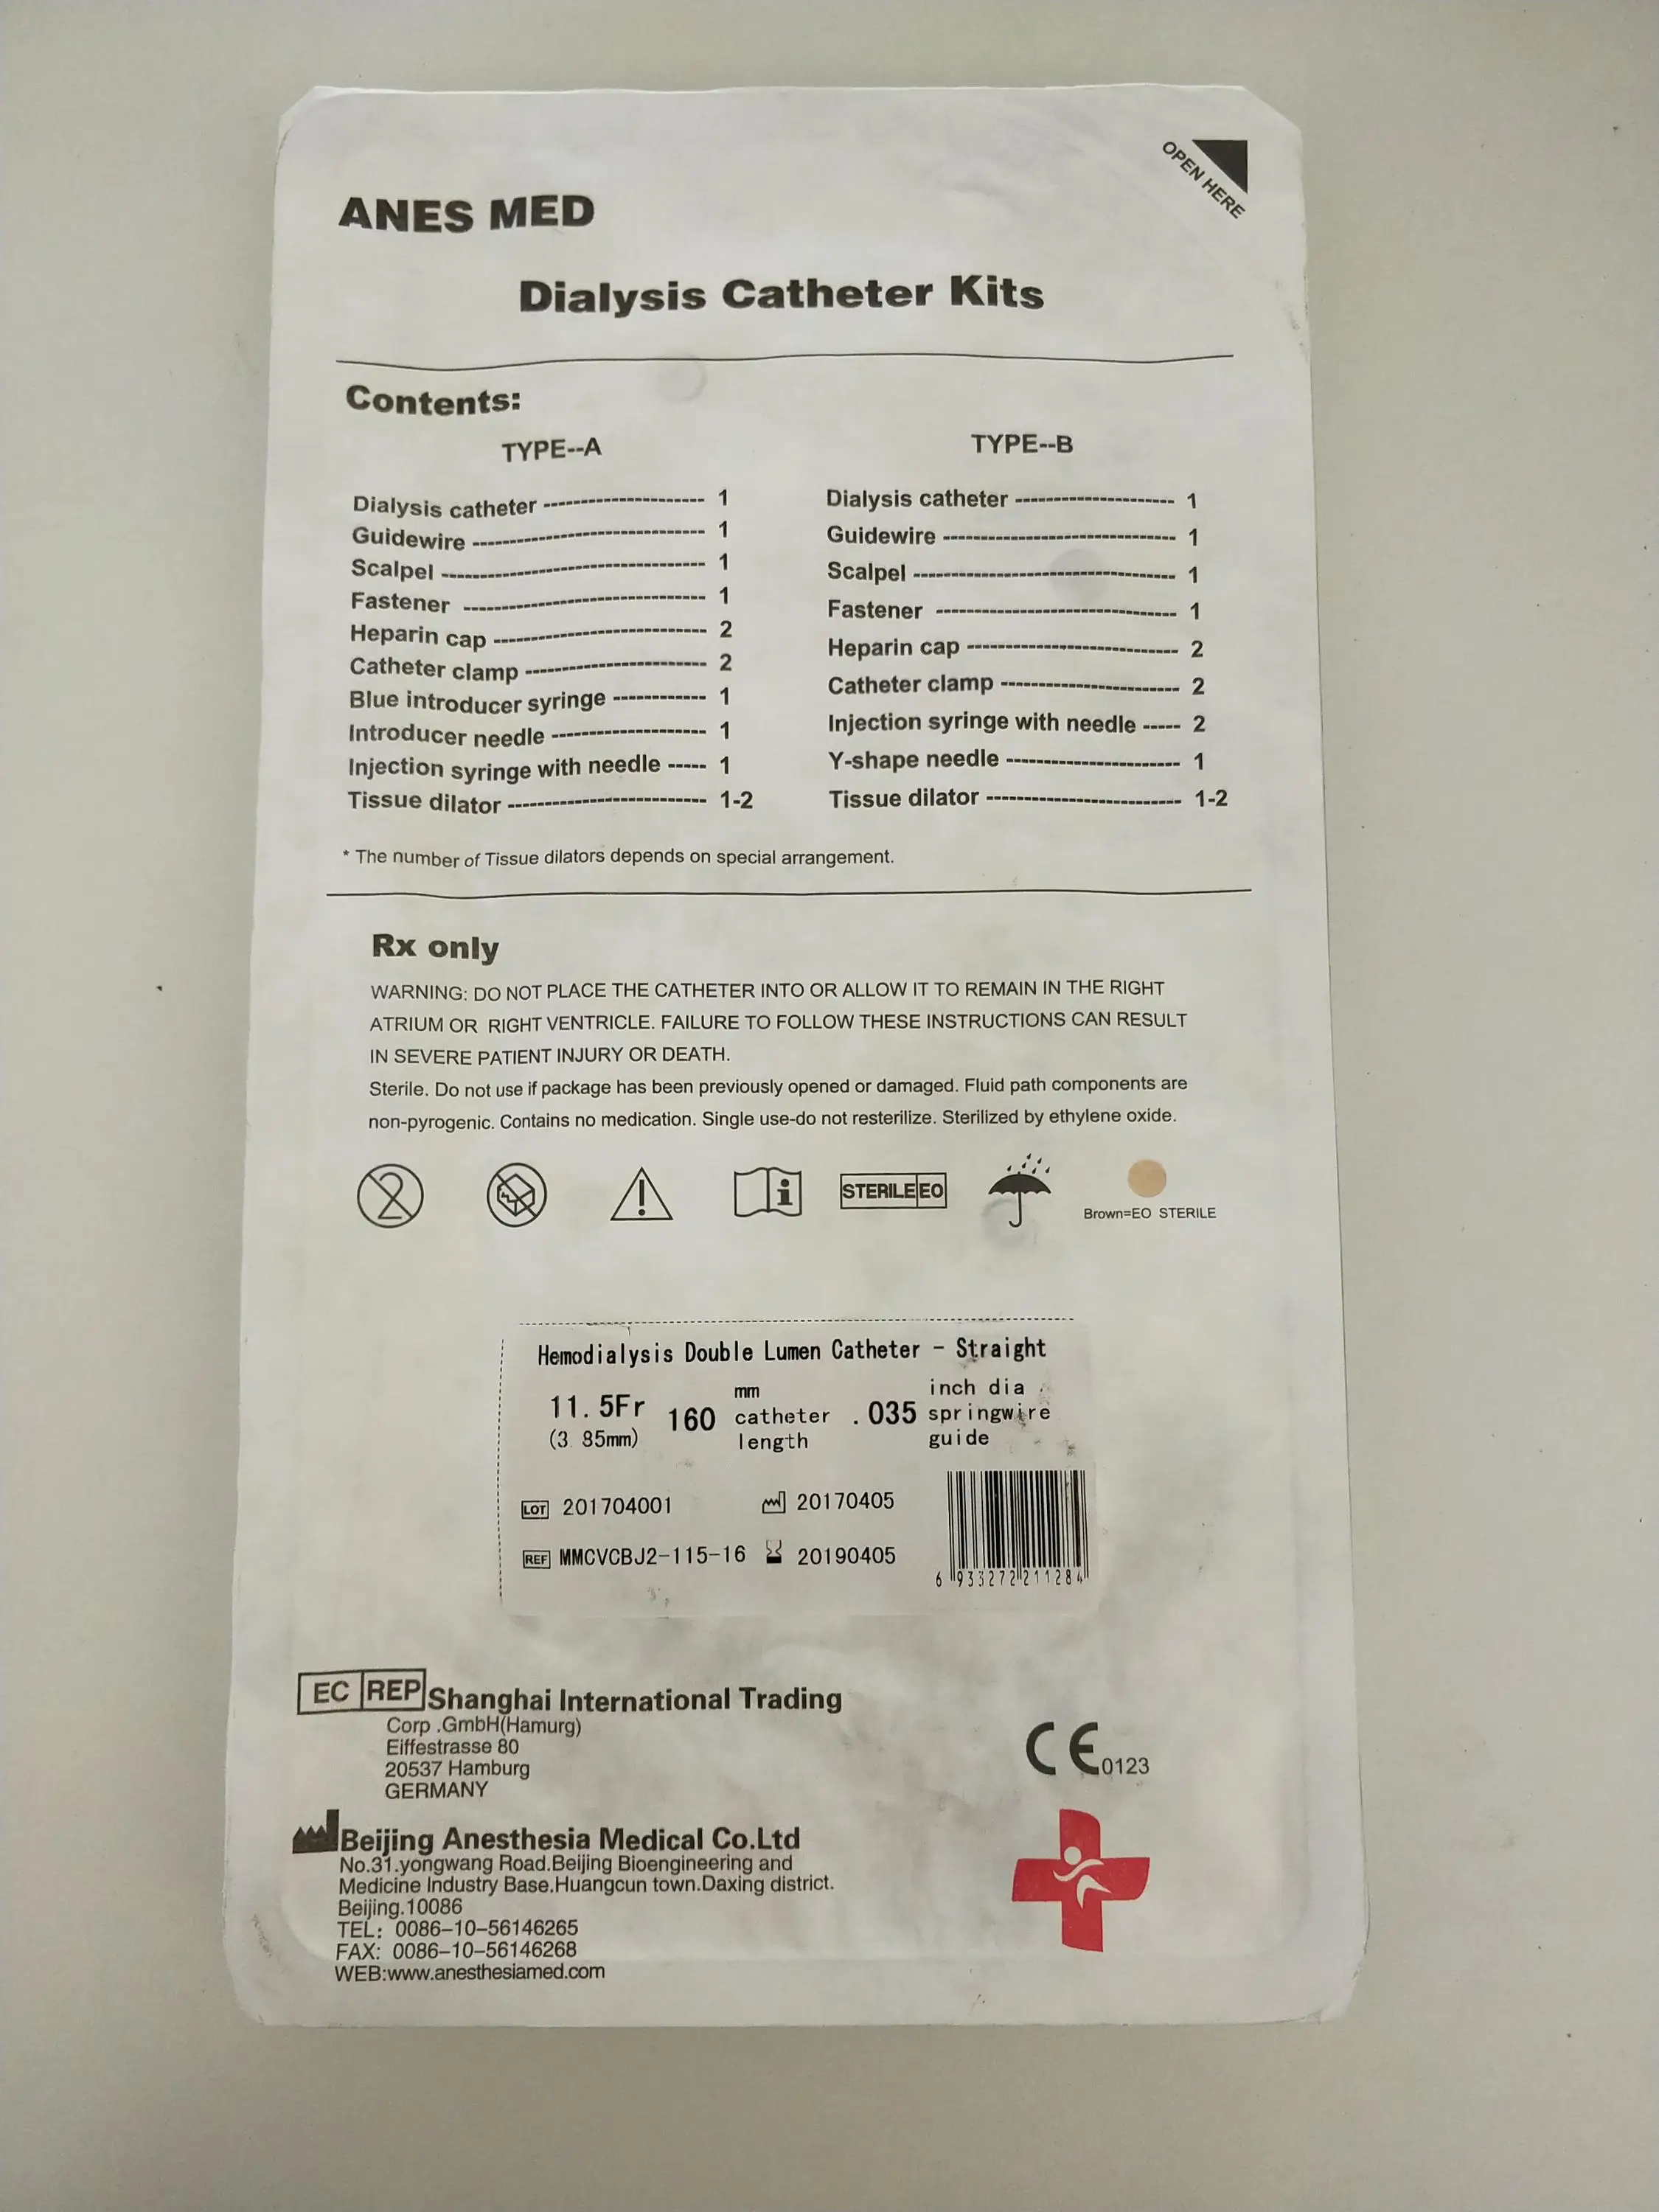 OPEN HERE
ANES MED
Dialysis Catheter Kits
Contents:
TYPE--A
Dialysis catheter --------------------- 1
Guidewire ------------------------------- 1
Scalpel ----------------------------------- 1
Fastener -------------------------------- 1
Heparin cap ---------------------------- 2
Catheter clamp ------------------------ 2
Blue introducer syringe ------------ 1
Introducer needle -------------------- 1
Injection syringe with needle ----- 1
Tissue dilator -------------------------- 1-2
TYPE--B
Dialysis catheter --------------------- 1
Guidewire ------------------------------- 1
Scalpel ----------------------------------- 1
Fastener -------------------------------- 1
Heparin cap ---------------------------- 2
Catheter clamp ------------------------ 2
Injection syringe with needle ----- 2
Y-shape needle ----------------------- 1
Tissue dilator -------------------------- 1-2
* The number of Tissue dilators depends on special arrangement.
Rx only
WARNING: DO NOT PLACE THE CATHETER INTO OR ALLOW IT TO REMAIN IN THE RIGHT
ATRIUM OR RIGHT VENTRICLE. FAILURE TO FOLLOW THESE INSTRUCTIONS CAN RESULT
IN SEVERE PATIENT INJURY OR DEATH.
Sterile. Do not use if package has been previously opened or damaged. Fluid path components are
non-pyrogenic. Contains no medication. Single use-do not resterilize. Sterilized by ethylene oxide.
2
STERILE EO
Brown=EO STERILE
Hemodialysis Double Lumen Catheter - Straight
11.5Fr
(3.85mm)
160
mm
catheter
length
.035
inch dia
springwire
guide
LOT 201704001
20170405
REF MMCVCBJ2-115-16
20190405
6 933272 211284
EC REP Shanghai International Trading
Corp .GmbH(Hamurg)
Eiffestrasse 80
20537 Hamburg
GERMANY
CE 0123
Beijing Anesthesia Medical Co.Ltd
No.31.yongwang Road.Beijing Bioengineering and
Medicine Industry Base.Huangcun town.Daxing district.
Beijing.10086
TEL: 0086-10-56146265
FAX: 0086-10-56146268
WEB:www.anesthesiamed.com